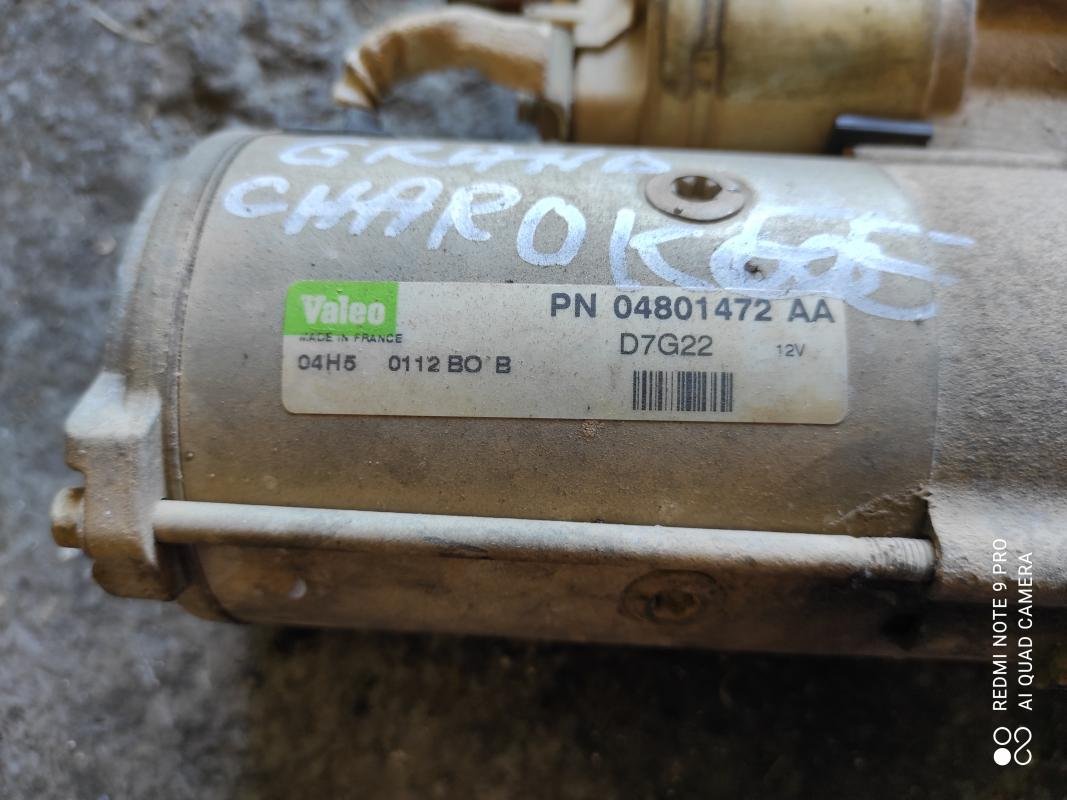 GRAND
CHAROKEE
Valeo
PN 04801472 AA
MADE IN FRANCE
D7G22 12V
04H5 0112 BO B
REDMI NOTE 9 PRO
AI QUAD CAMERA